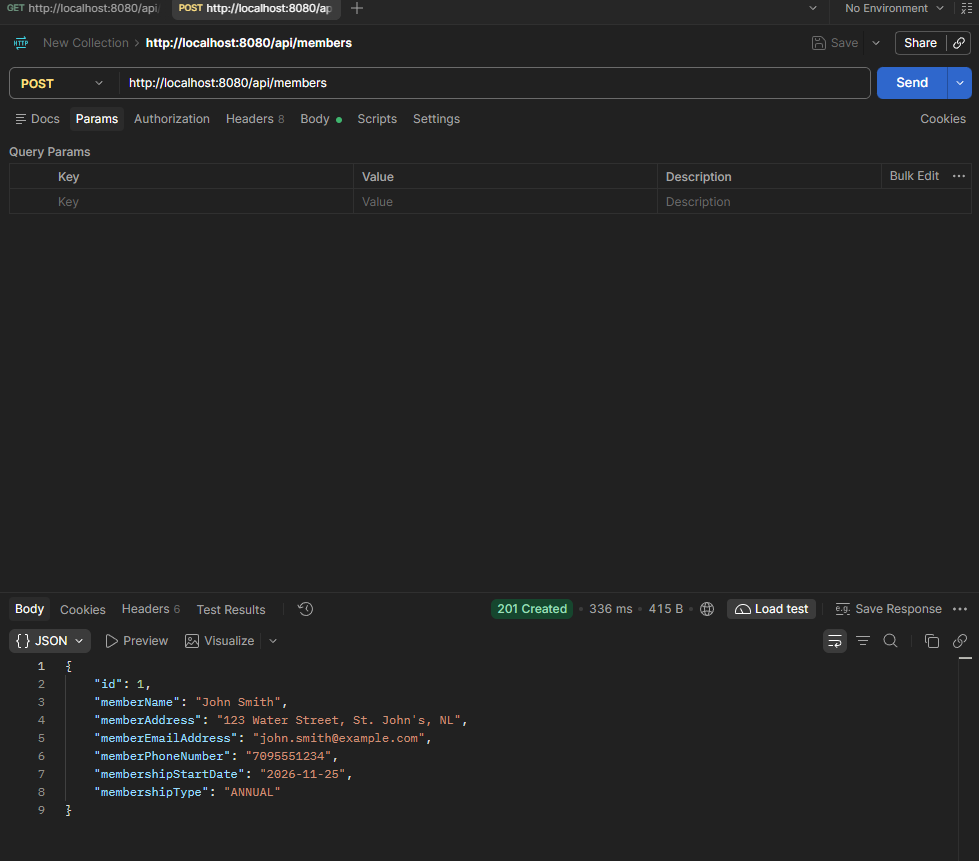 GET http://localhost:8080/api/ POST http://localhost:8080/ap No Environment
HTTP New Collection > http://localhost:8080/api/members Save Share
POST http://localhost:8080/api/members Send
Docs Params Authorization Headers 8 Body Scripts Settings Cookies
Query Params
Key Value Description Bulk Edit
Key Value Description
Body Cookies Headers 6 Test Results 201 Created 336 ms 415 B Load test e.g. Save Response
{} JSON Preview Visualize
1 {
2 "id": 1,
3 "memberName": "John Smith",
4 "memberAddress": "123 Water Street, St. John's, NL",
5 "memberEmailAddress": "john.smith@example.com",
6 "memberPhoneNumber": "7095551234",
7 "membershipStartDate": "2026-11-25",
8 "membershipType": "ANNUAL"
9 }